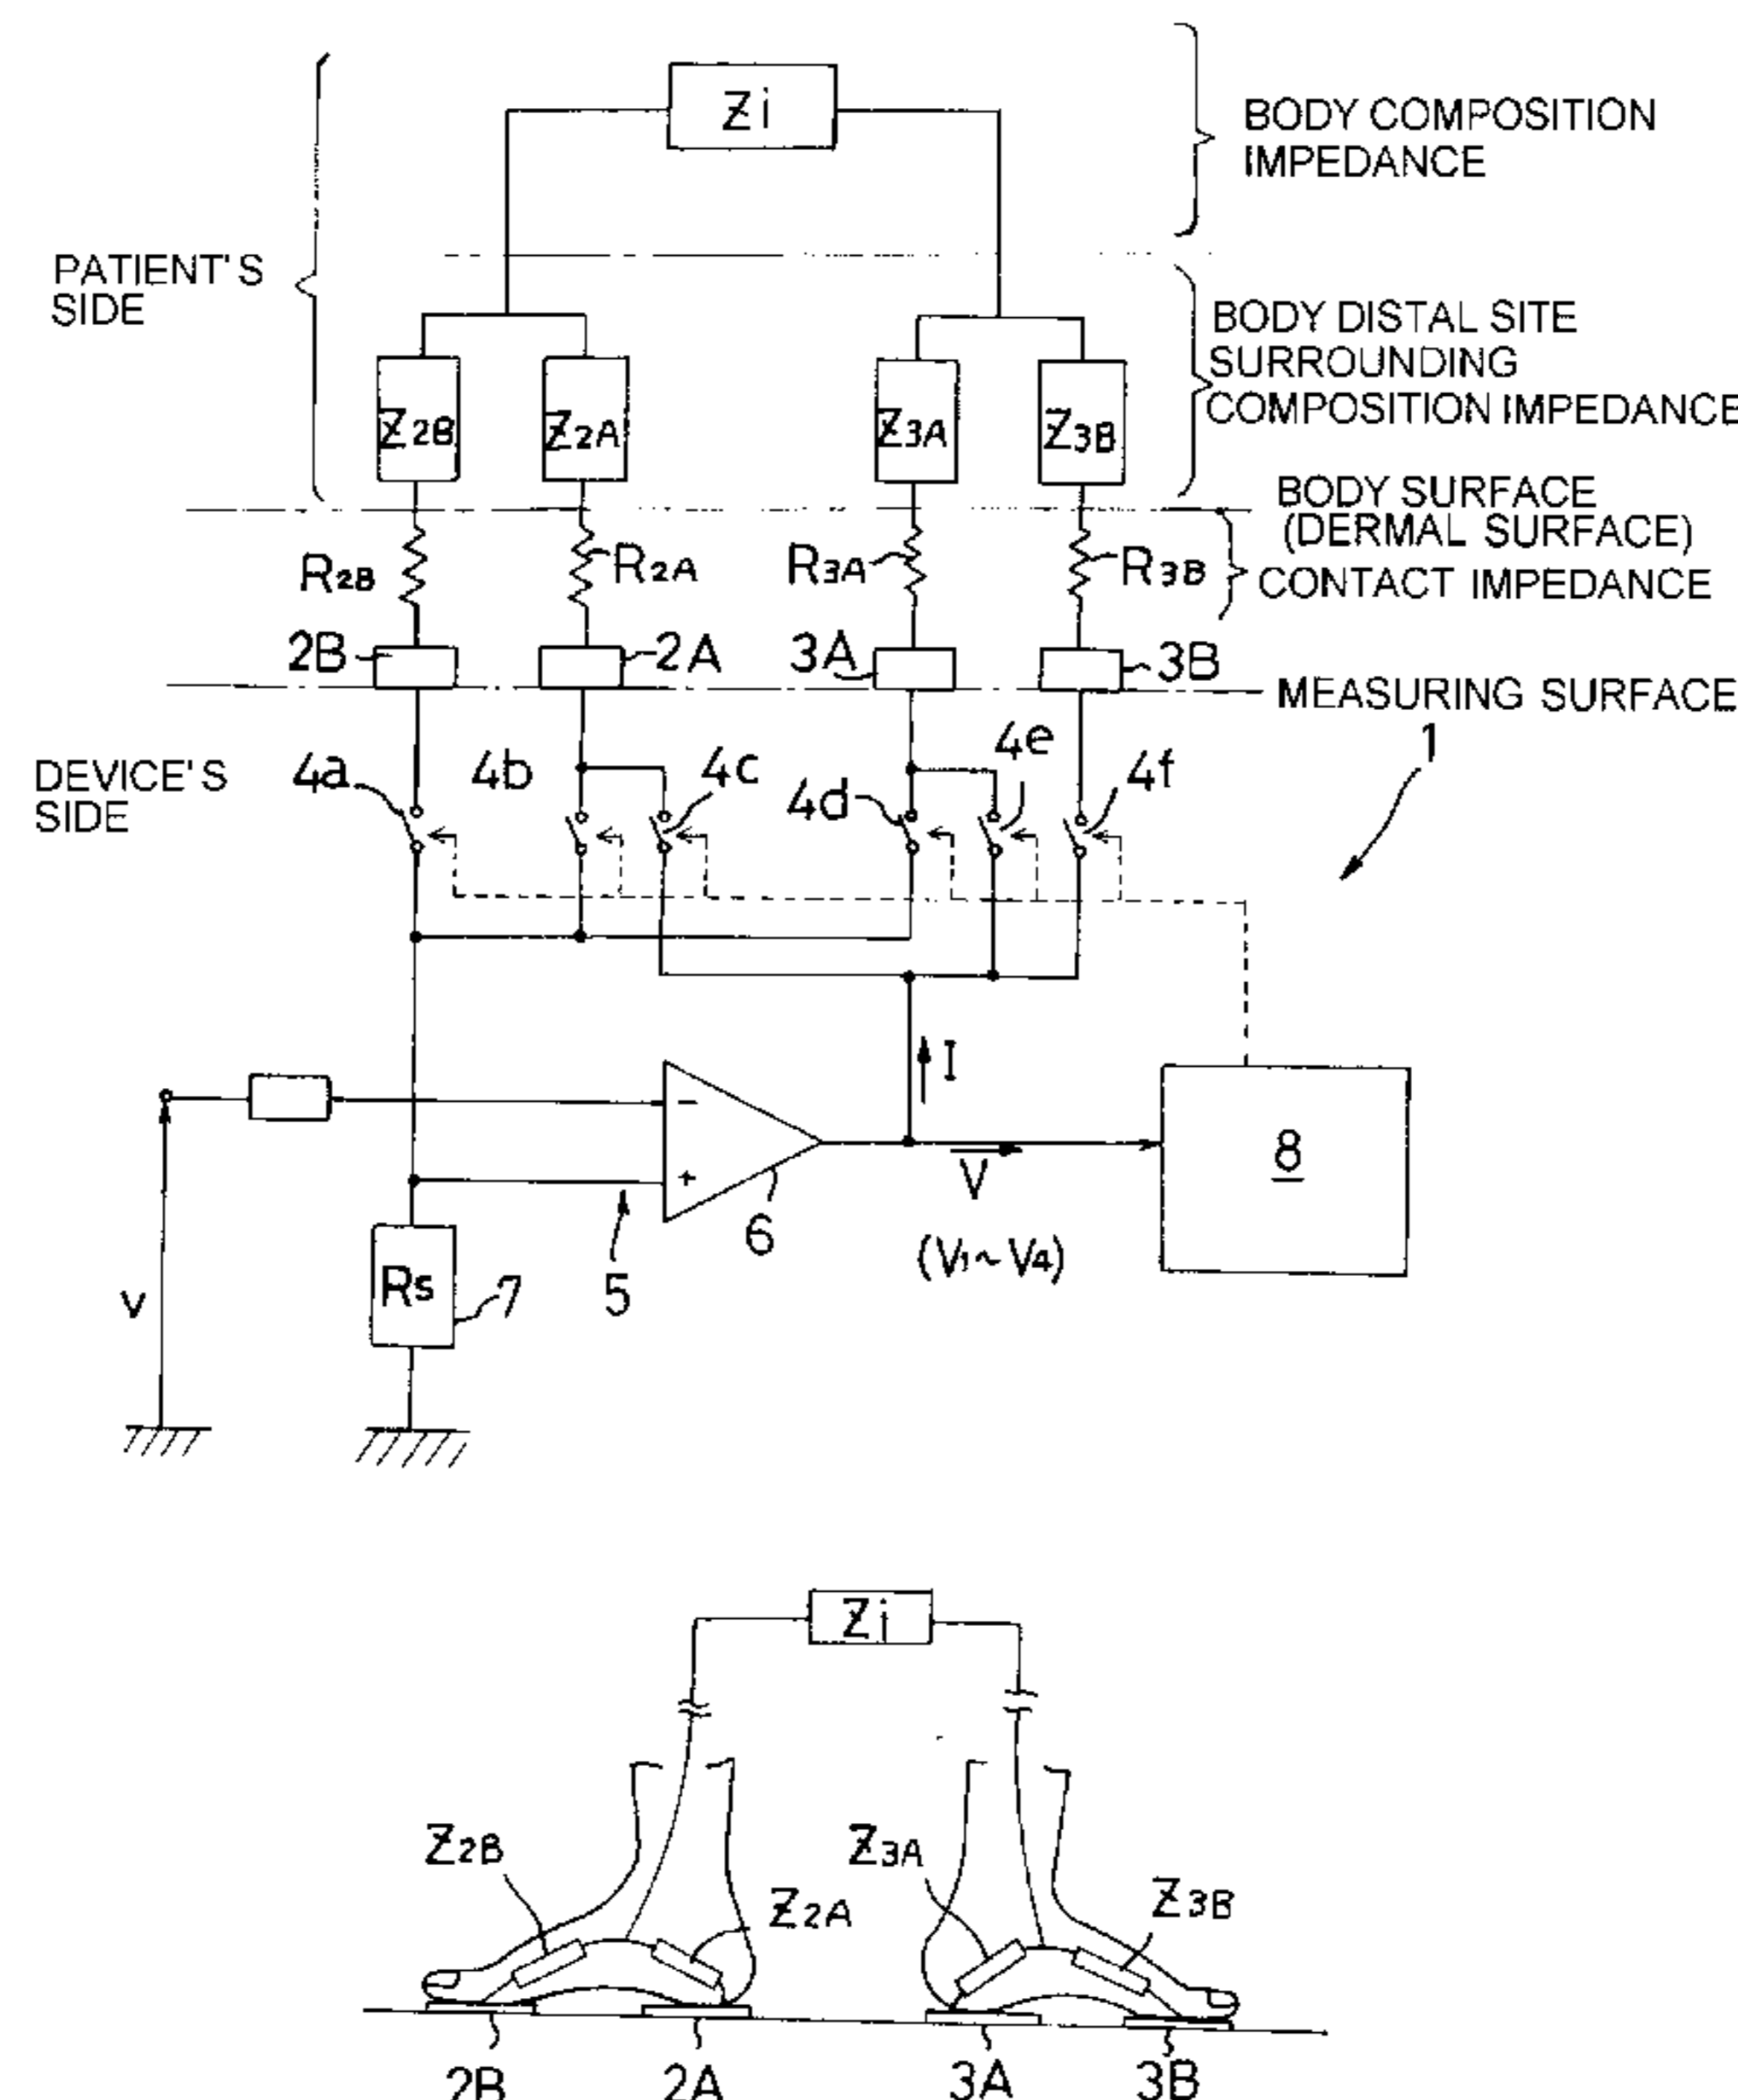 Zi
BODY COMPOSITION
IMPEDANCE
PATIENT'S
SIDE
BODY DISTAL SITE
SURROUNDING
COMPOSITION IMPEDANCE
Z2B
Z2A
Z3A
Z3B
BODY SURFACE
(DERMAL SURFACE)
CONTACT IMPEDANCE
R2B
R2A
R3A
R3B
2B
2A
3A
3B
MEASURING SURFACE
1
DEVICE'S
SIDE
4a
4b
4c
4d
4e
4f
I
-
+
6
V
(V1~V4)
8
5
Rs
7
v
Zi
Z2B
Z2A
Z3A
Z3B
2B
2A
3A
3B